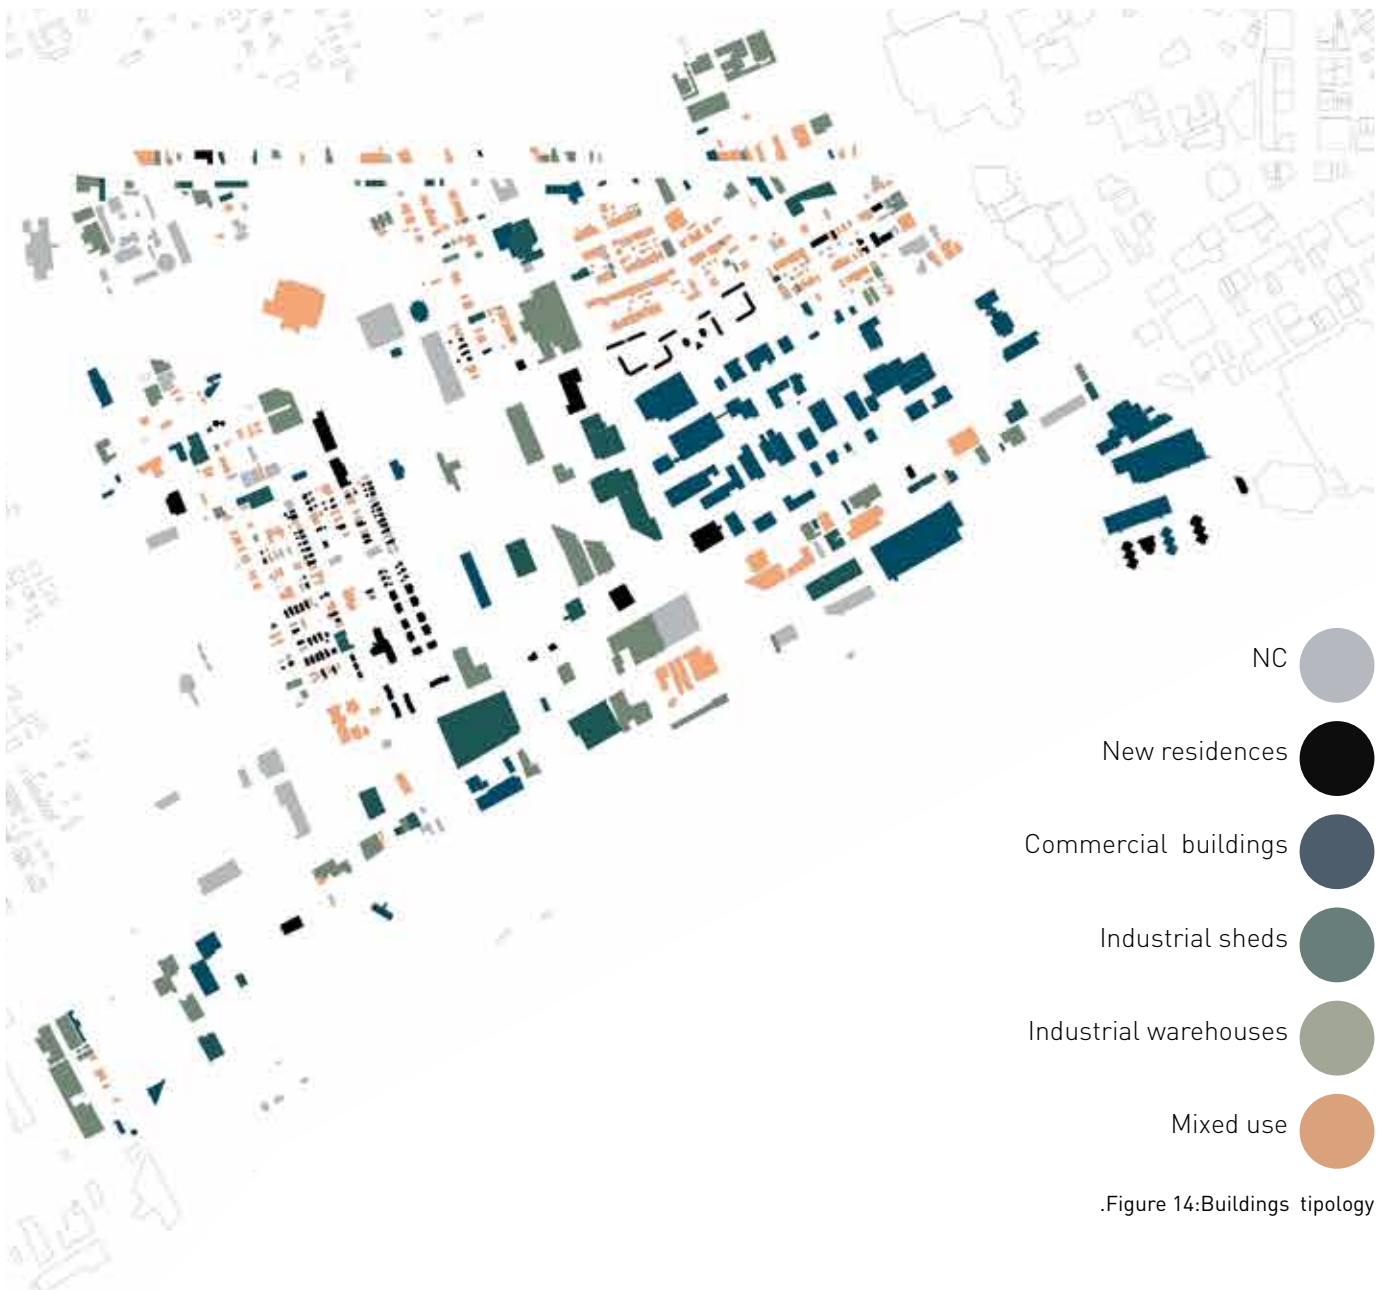 NC
New residences
Commercial buildings
Industrial sheds
Industrial warehouses
Mixed use
.Figure 14:Buildings tipology